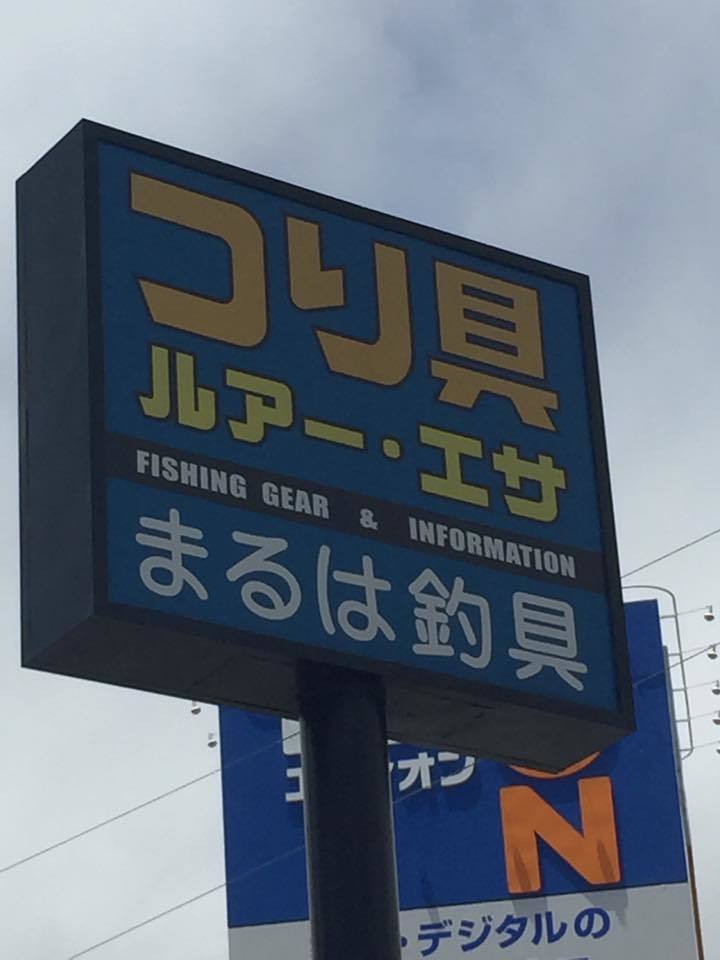 つり具
ルアー・エサ
FISHING GEAR & INFORMATION
まるは釣具
N
・デジタルの